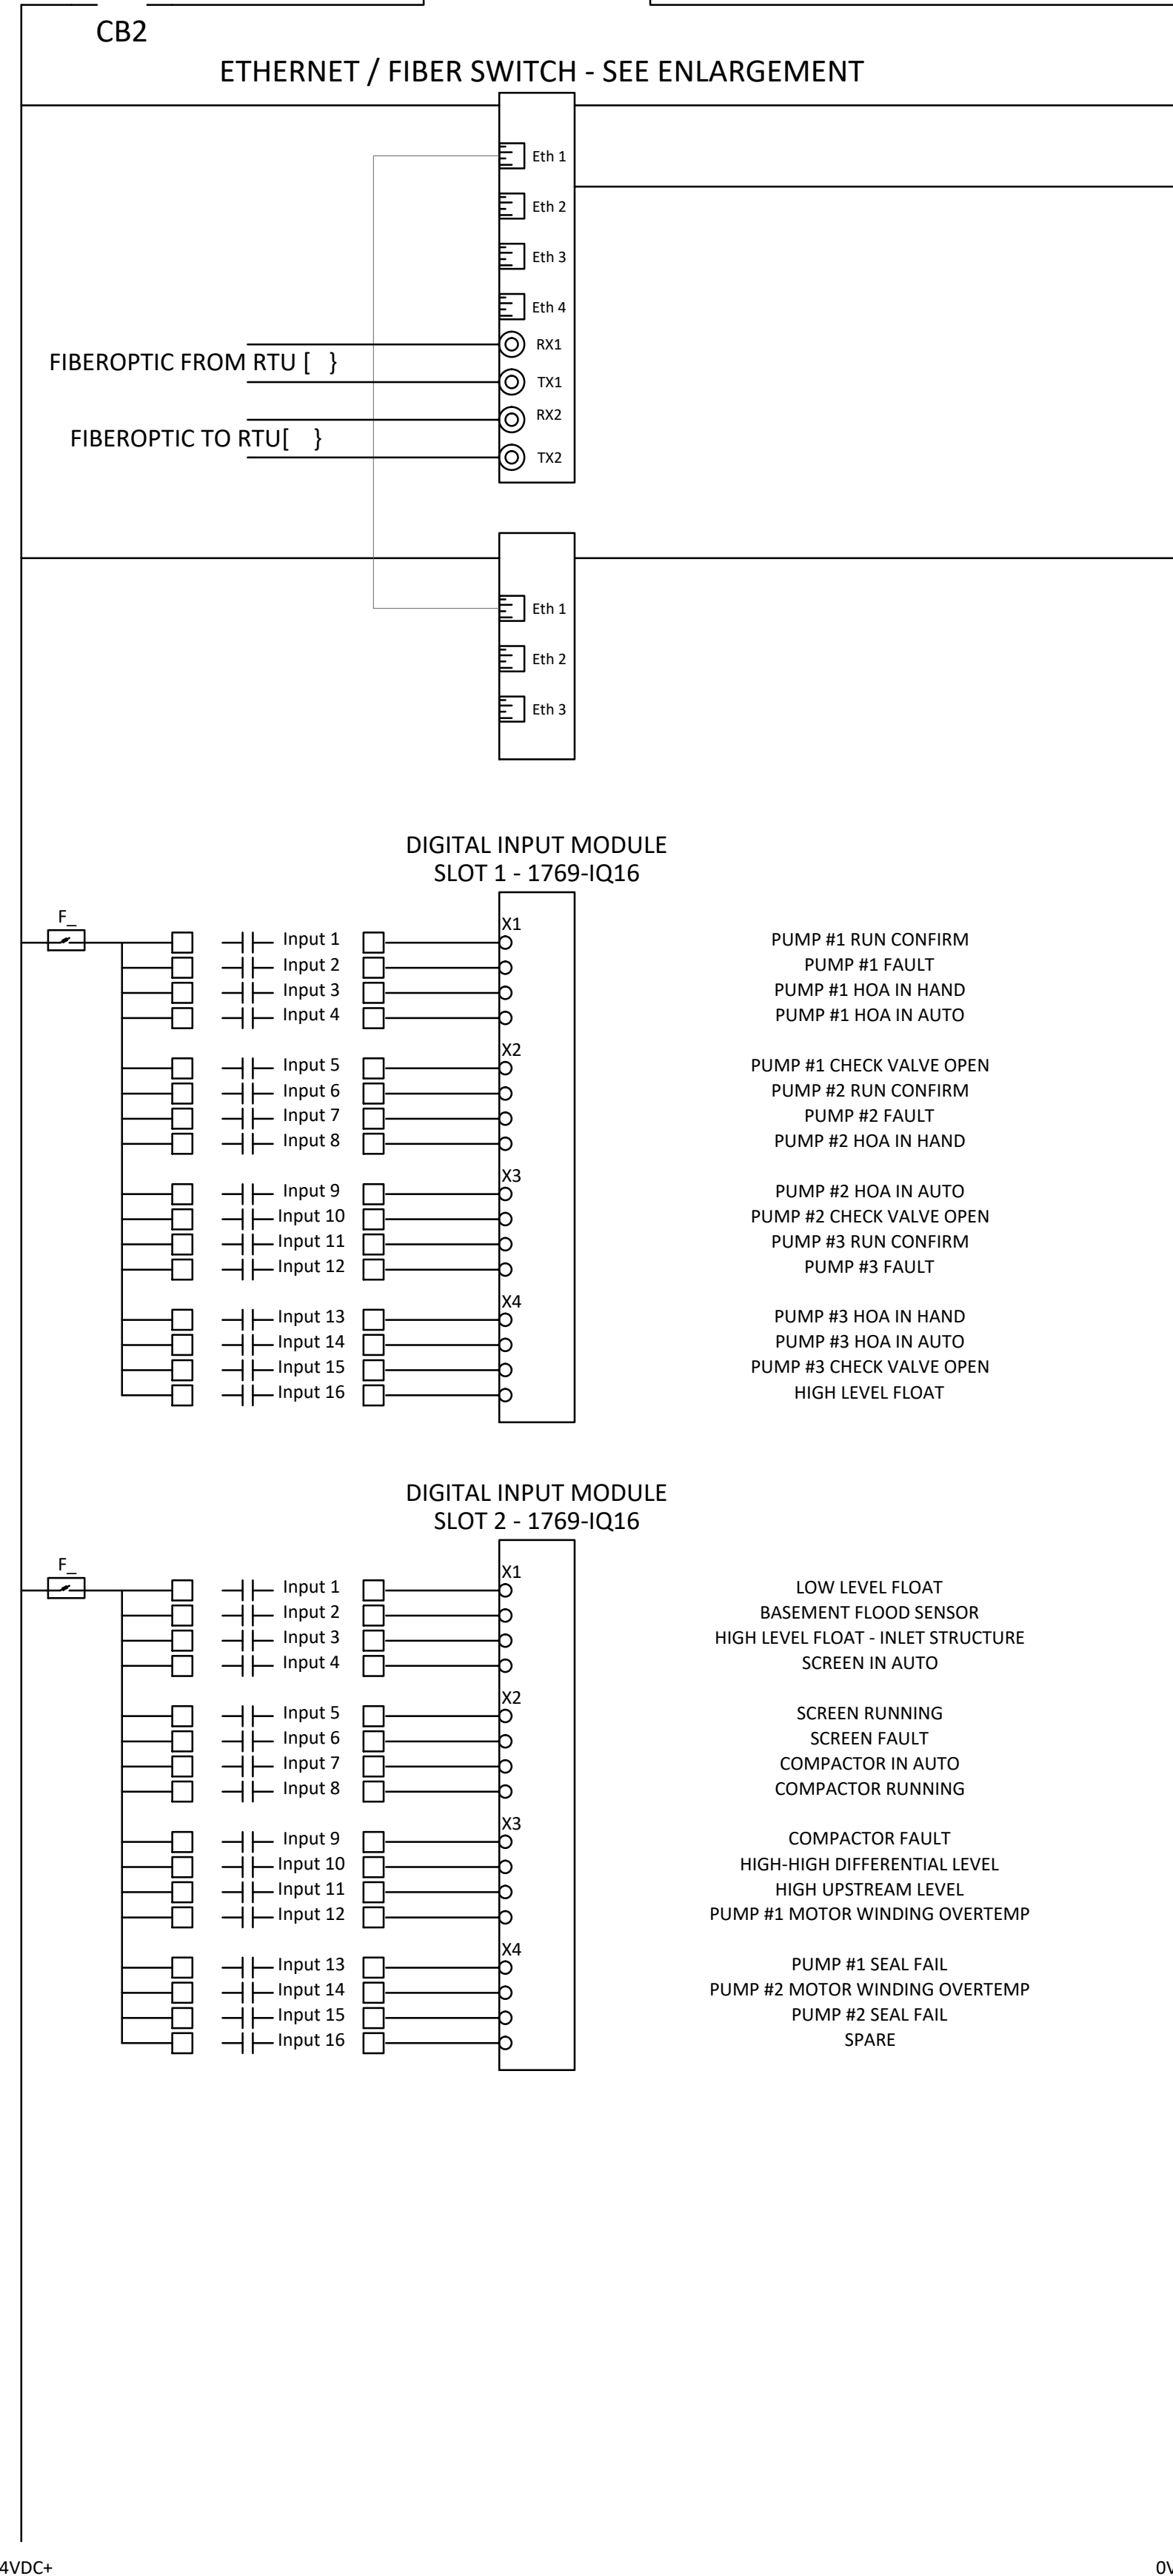 CB2
ETHERNET / FIBER SWITCH - SEE ENLARGEMENT
Eth 1
Eth 2
Eth 3
Eth 4
RX1
FIBEROPTIC FROM RTU [ }
TX1
RX2
FIBEROPTIC TO RTU[ }
TX2
Eth 1
Eth 2
Eth 3
DIGITAL INPUT MODULE
SLOT 1 - 1769-IQ16
F_
X1
Input 1 PUMP #1 RUN CONFIRM
Input 2 PUMP #1 FAULT
Input 3 PUMP #1 HOA IN HAND
Input 4 PUMP #1 HOA IN AUTO
X2
Input 5 PUMP #1 CHECK VALVE OPEN
Input 6 PUMP #2 RUN CONFIRM
Input 7 PUMP #2 FAULT
Input 8 PUMP #2 HOA IN HAND
X3
Input 9 PUMP #2 HOA IN AUTO
Input 10 PUMP #2 CHECK VALVE OPEN
Input 11 PUMP #3 RUN CONFIRM
Input 12 PUMP #3 FAULT
X4
Input 13 PUMP #3 HOA IN HAND
Input 14 PUMP #3 HOA IN AUTO
Input 15 PUMP #3 CHECK VALVE OPEN
Input 16 HIGH LEVEL FLOAT
DIGITAL INPUT MODULE
SLOT 2 - 1769-IQ16
F_
X1
Input 1 LOW LEVEL FLOAT
Input 2 BASEMENT FLOOD SENSOR
Input 3 HIGH LEVEL FLOAT - INLET STRUCTURE
Input 4 SCREEN IN AUTO
X2
Input 5 SCREEN RUNNING
Input 6 SCREEN FAULT
Input 7 COMPACTOR IN AUTO
Input 8 COMPACTOR RUNNING
X3
Input 9 COMPACTOR FAULT
Input 10 HIGH-HIGH DIFFERENTIAL LEVEL
Input 11 HIGH UPSTREAM LEVEL
Input 12 PUMP #1 MOTOR WINDING OVERTEMP
X4
Input 13 PUMP #1 SEAL FAIL
Input 14 PUMP #2 MOTOR WINDING OVERTEMP
Input 15 PUMP #2 SEAL FAIL
Input 16 SPARE
4VDC+ 0V